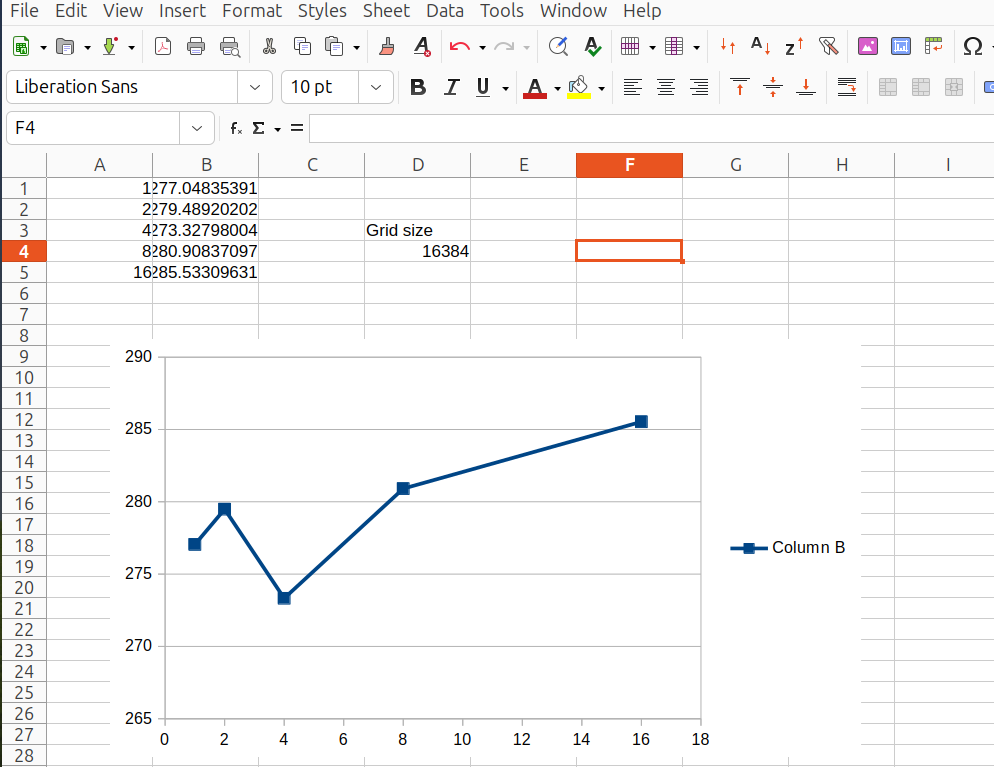 File Edit View Insert Format Styles Sheet Data Tools Window Help
Liberation Sans 10 pt B I U A
F4 fx Σ =
A B C D E F G H I
1 1 277.04835391
2 2 279.48920202
3 4 273.32798004 Grid size
4 8 280.90837097 16384
5 16 285.53309631
6
7
8
9
10
11
12
13
14
15
16
17
18
19
20
21
22
23
24
25
26
27
28
290
285
280
275
270
265
0 2 4 6 8 10 12 14 16 18
Column B